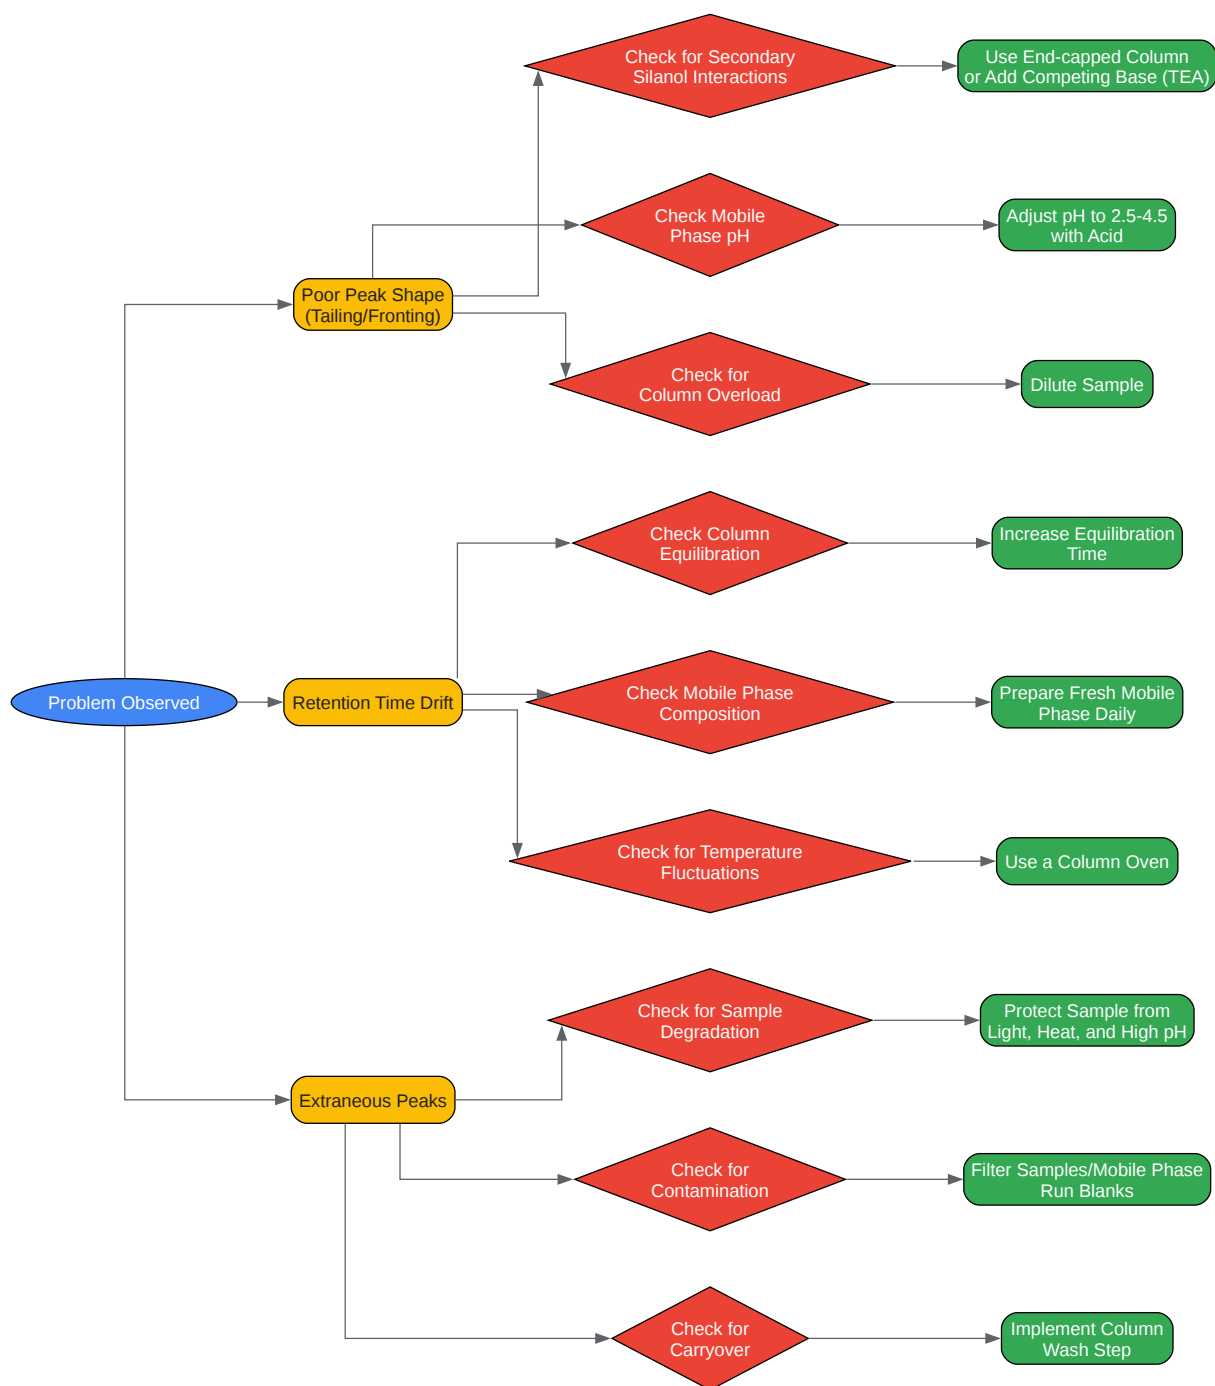 Check for Secondary
Silanol Interactions
Use End-capped Column
or Add Competing Base (TEA)
Check Mobile
Phase pH
Adjust pH to 2.5-4.5
with Acid
Poor Peak Shape
(Tailing/Fronting)
Check for
Column Overload
Dilute Sample
Check Column
Equilibration
Increase Equilibration
Time
Problem Observed
Retention Time Drift
Check Mobile Phase
Composition
Prepare Fresh Mobile
Phase Daily
Check for Temperature
Fluctuations
Use a Column Oven
Check for Sample
Degradation
Protect Sample from
Light, Heat, and High pH
Extraneous Peaks
Check for
Contamination
Filter Samples/Mobile Phase
Run Blanks
Check for
Carryover
Implement Column
Wash Step